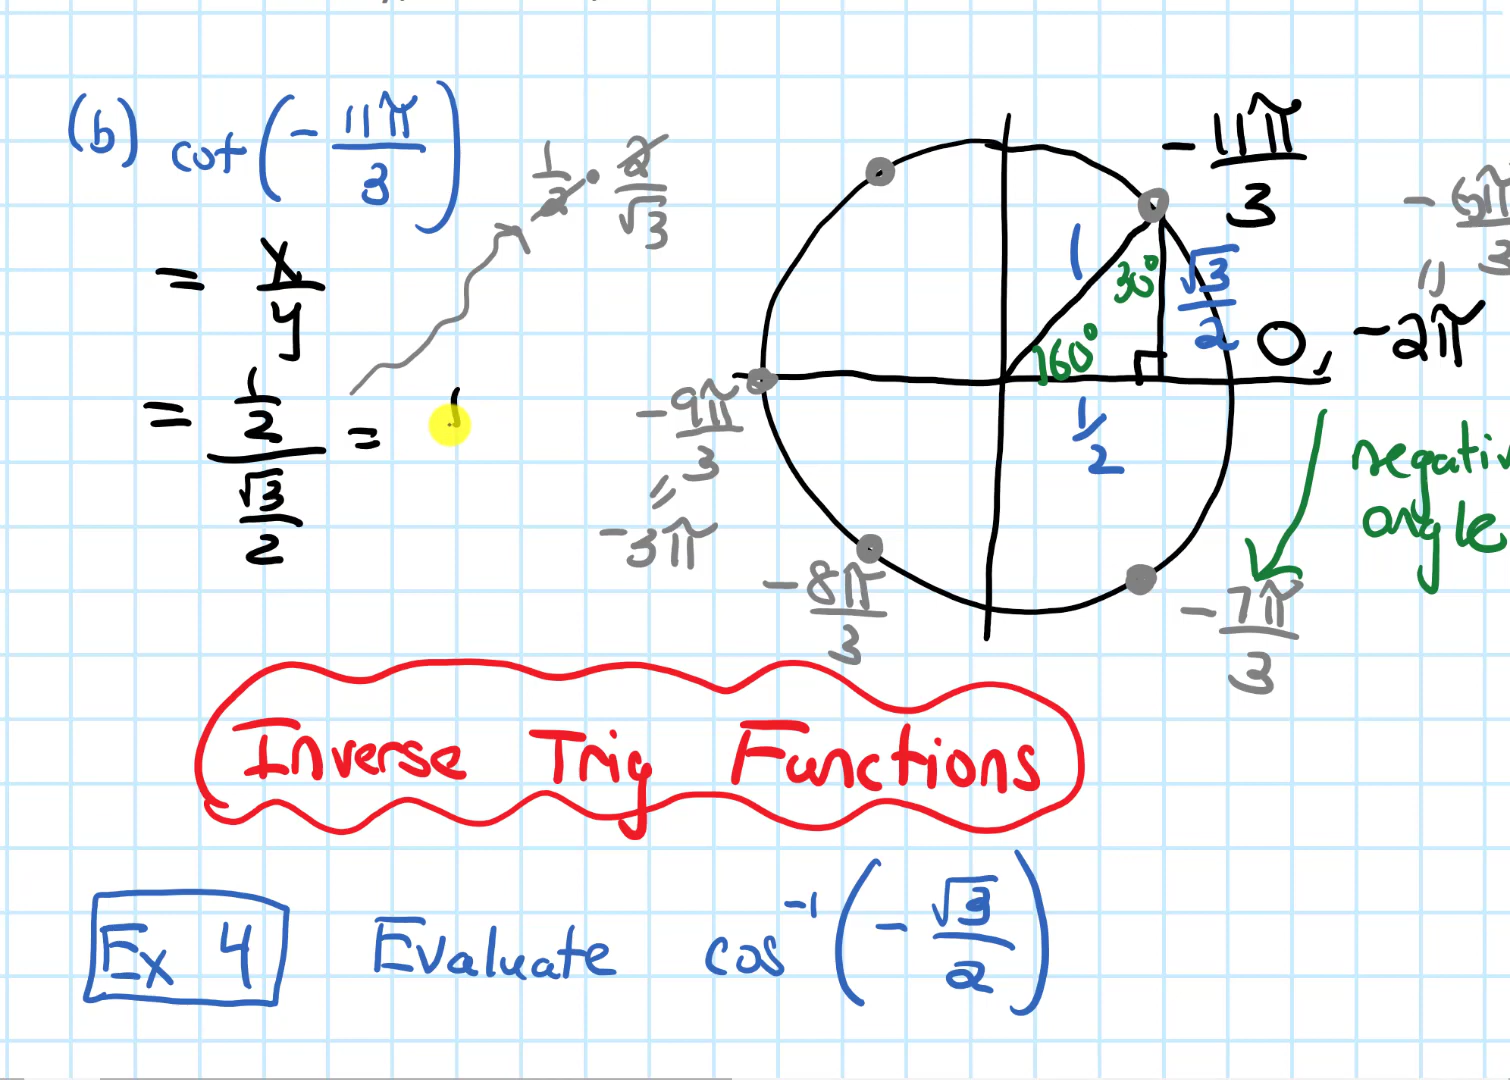 (b) cot(-11π/3)
1/2 · 2/√3
= x/y
= (1/2)/(√3/2) = 1
-11π/3
1
30°
√3/2
60°
1/2
0, -2π
-6π/3
=
-9π/3
=
-3π
-8π/3
-7π/3
angle
Inverse Trig Functions
Ex 4 Evaluate cos⁻¹(-√3/2)